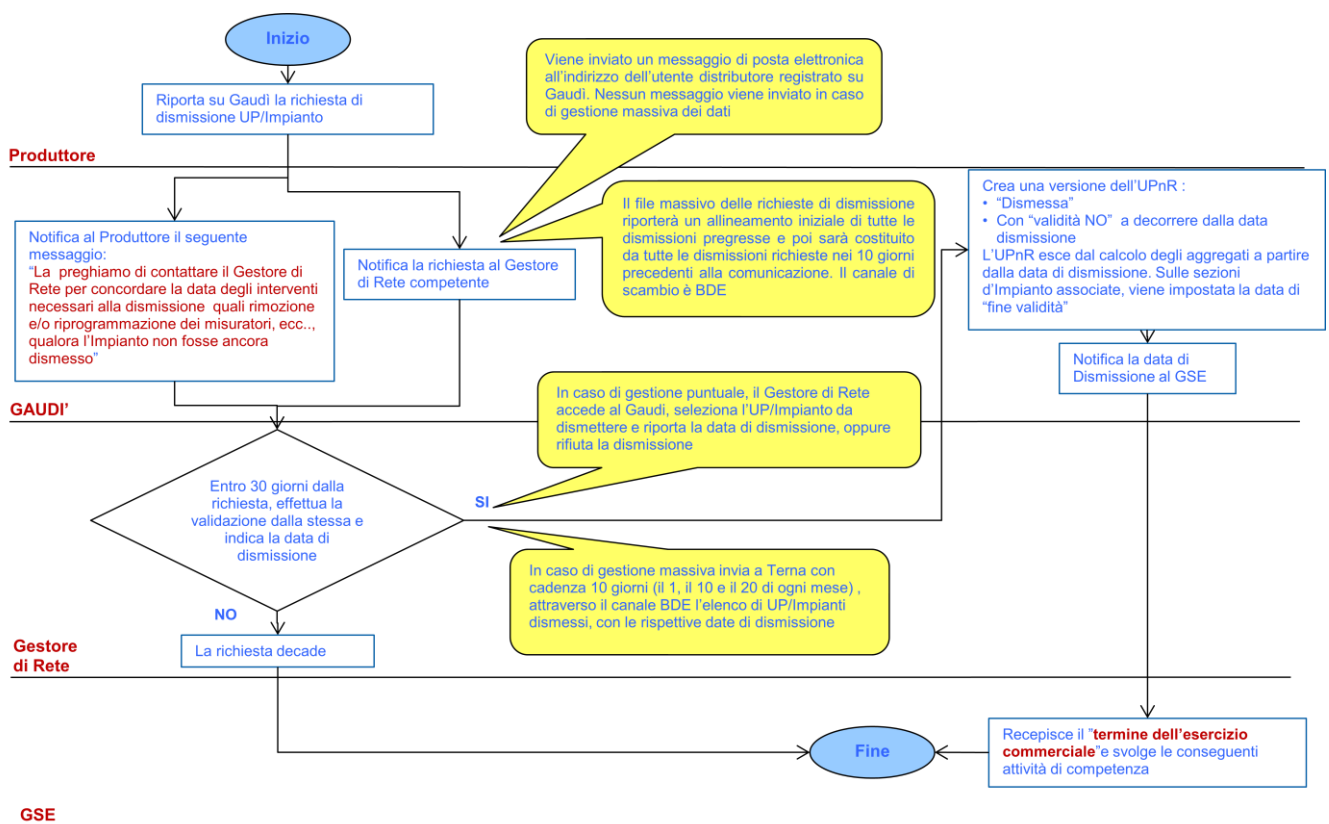 Inizio
Riporta su Gaudì la richiesta di
dismissione UP/Impianto
Viene inviato un messaggio di posta elettronica
all'indirizzo dell'utente distributore registrato su
Gaudì. Nessun messaggio viene inviato in caso
di gestione massiva dei dati
Produttore
Notifica al Produttore il seguente
messaggio:
“La preghiamo di contattare il Gestore di
Rete per concordare la data degli interventi
necessari alla dismissione quali rimozione
e/o riprogrammazione dei misuratori, ecc..,
qualora l'Impianto non fosse ancora
dismesso”
Notifica la richiesta al Gestore
di Rete competente
Il file massivo delle richieste di dismissione
riporterà un allineamento iniziale di tutte le
dismissioni pregresse e poi sarà costituito
da tutte le dismissioni richieste nei 10 giorni
precedenti alla comunicazione. Il canale di
scambio è BDE
Crea una versione dell'UPnR :
• “Dismessa”
• Con “validità NO” a decorrere dalla data
dismissione
L'UPnR esce dal calcolo degli aggregati a partire
dalla data di dismissione. Sulle sezioni
d'Impianto associate, viene impostata la data di
“fine validità”
Notifica la data di
Dismissione al GSE
GAUDI'
In caso di gestione puntuale, il Gestore di Rete
accede al Gaudi, seleziona l'UP/Impianto da
dismettere e riporta la data di dismissione, oppure
rifiuta la dismissione
Entro 30 giorni dalla
richiesta, effettua la
validazione dalla stessa e
indica la data di
dismissione
SI
In caso di gestione massiva invia a Terna con
cadenza 10 giorni (il 1, il 10 e il 20 di ogni mese) ,
attraverso il canale BDE l'elenco di UP/Impianti
dismessi, con le rispettive date di dismissione
NO
La richiesta decade
Gestore
di Rete
Fine
Recepisce il ”termine dell'esercizio
commerciale”e svolge le conseguenti
attività di competenza
GSE